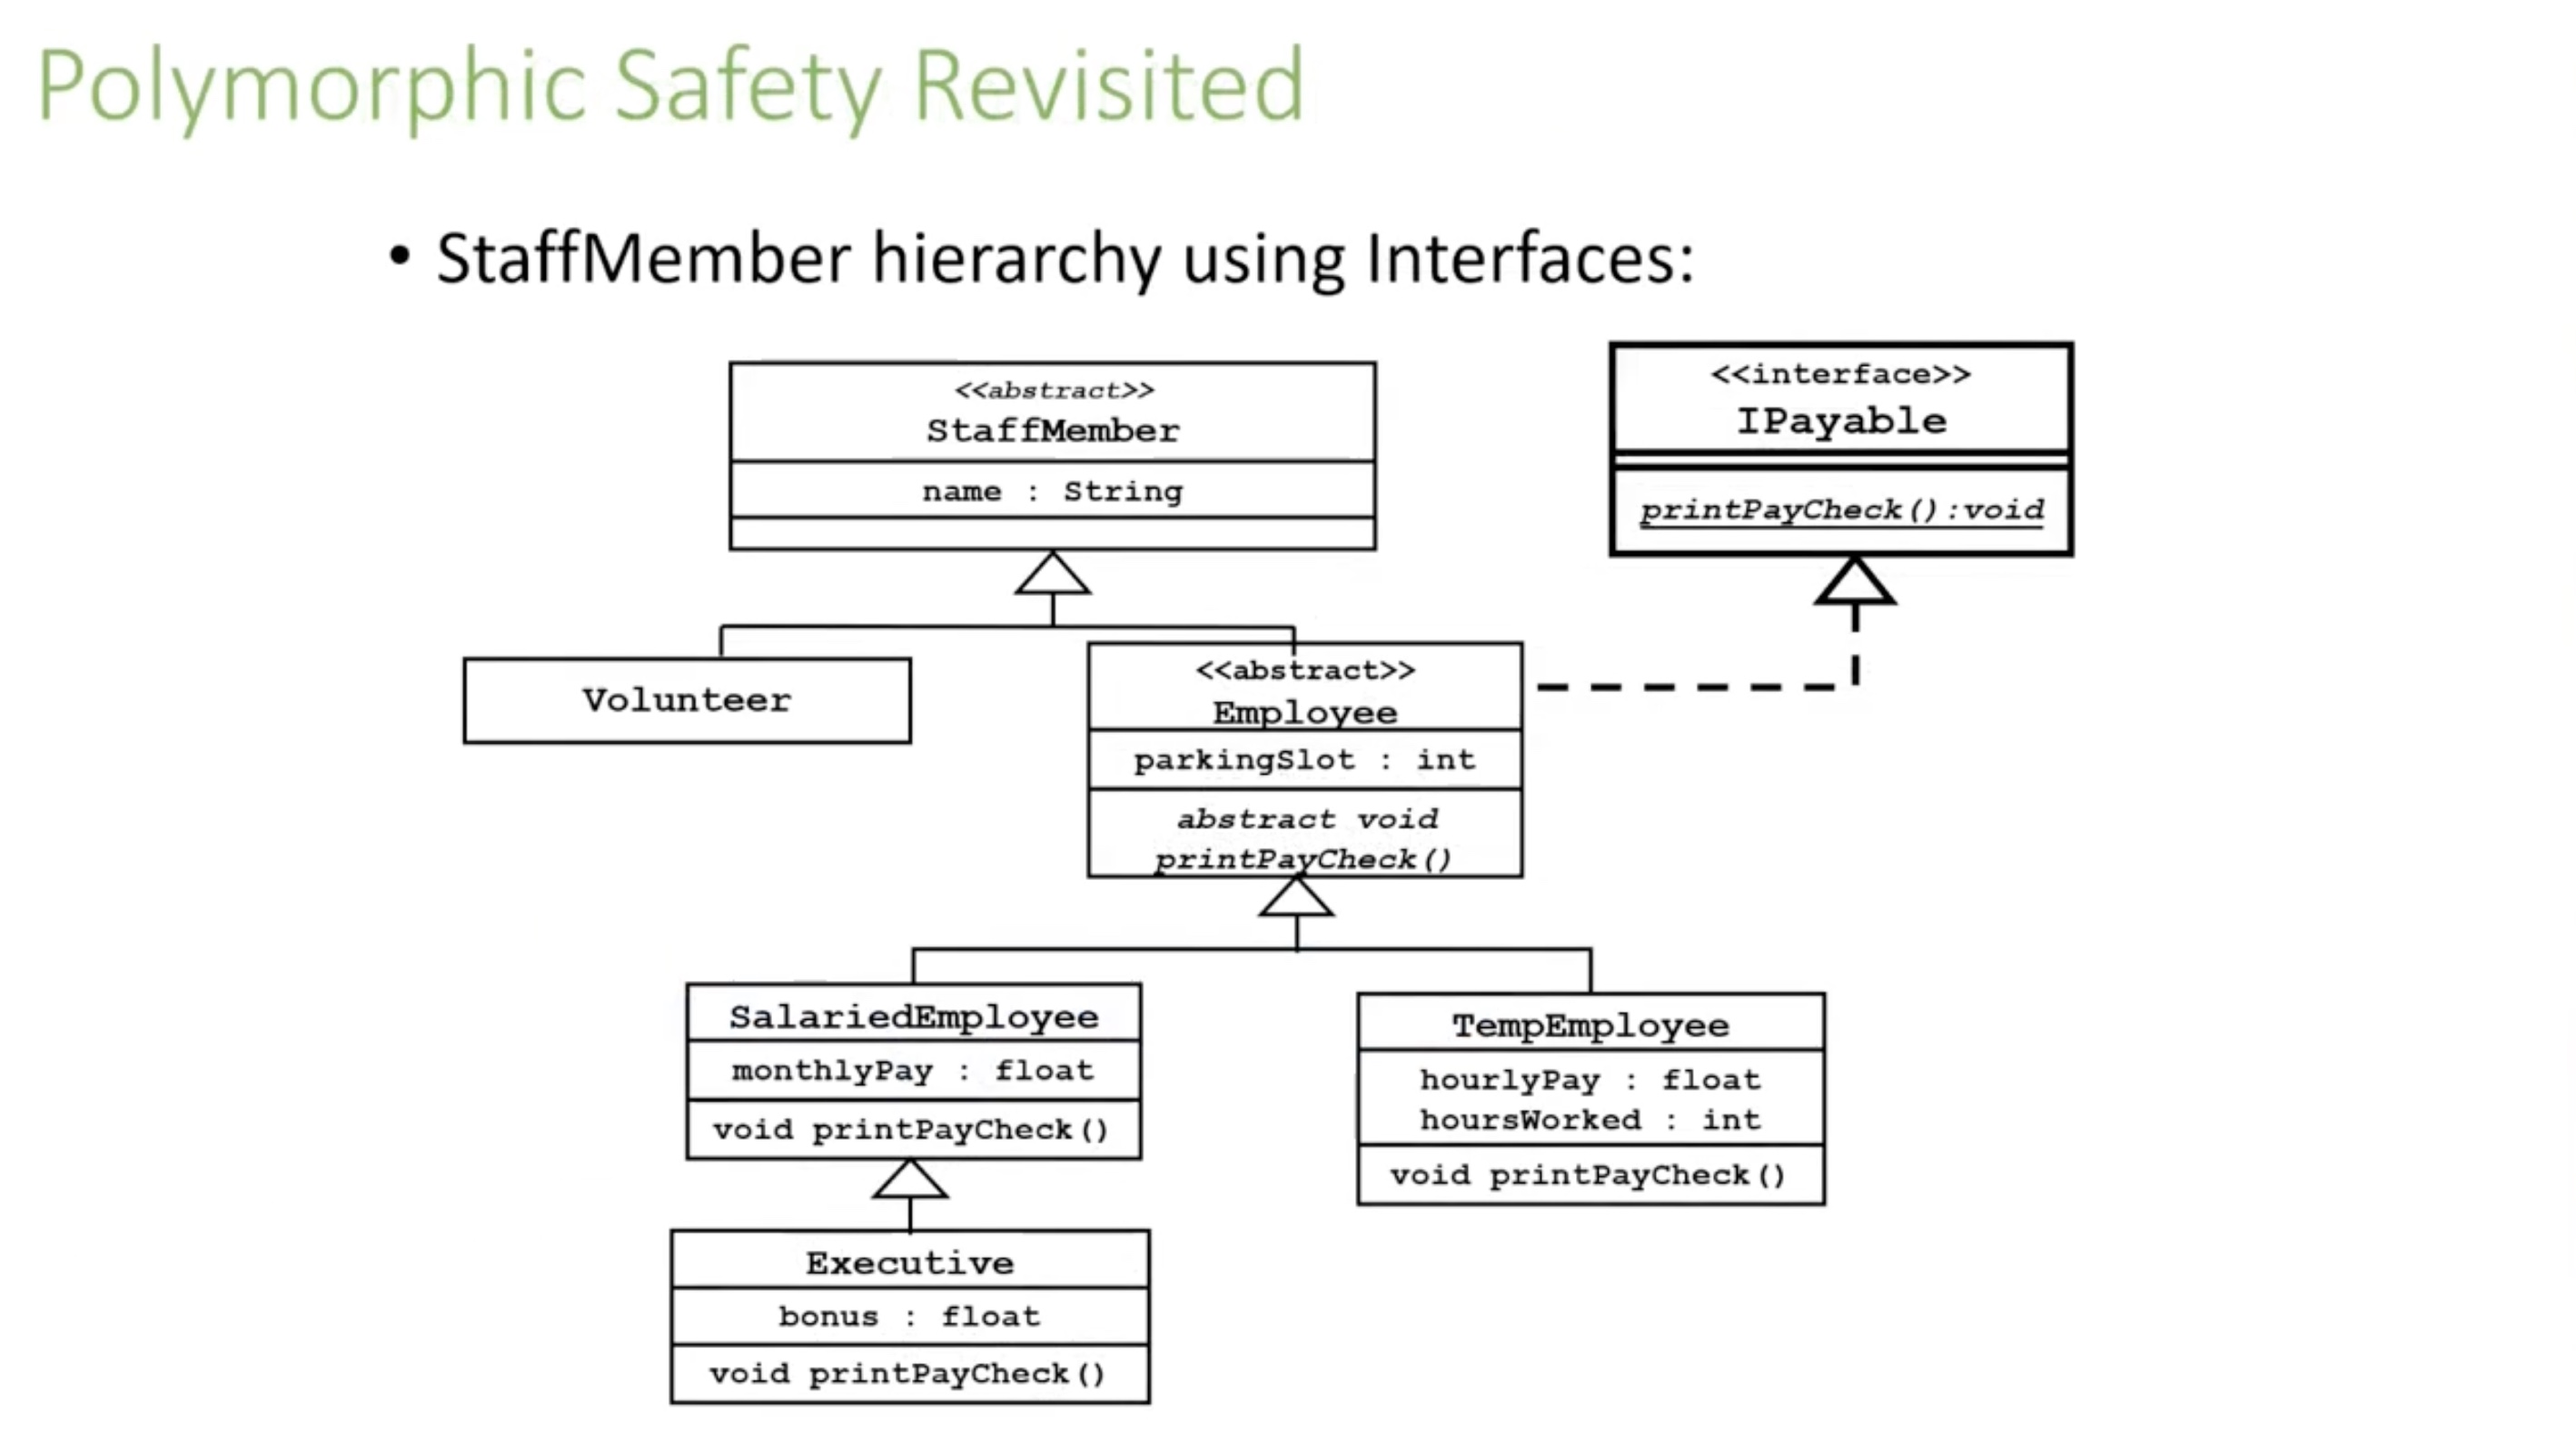 Polymorphic Safety Revisited
• StaffMember hierarchy using Interfaces:
<<abstract>>
StaffMember
name : String
<<interface>>
IPayable
printPayCheck():void
Volunteer
<<abstract>>
Employee
parkingSlot : int
abstract void
printPayCheck()
SalariedEmployee
monthlyPay : float
void printPayCheck()
TempEmployee
hourlyPay : float
hoursWorked : int
void printPayCheck()
Executive
bonus : float
void printPayCheck()